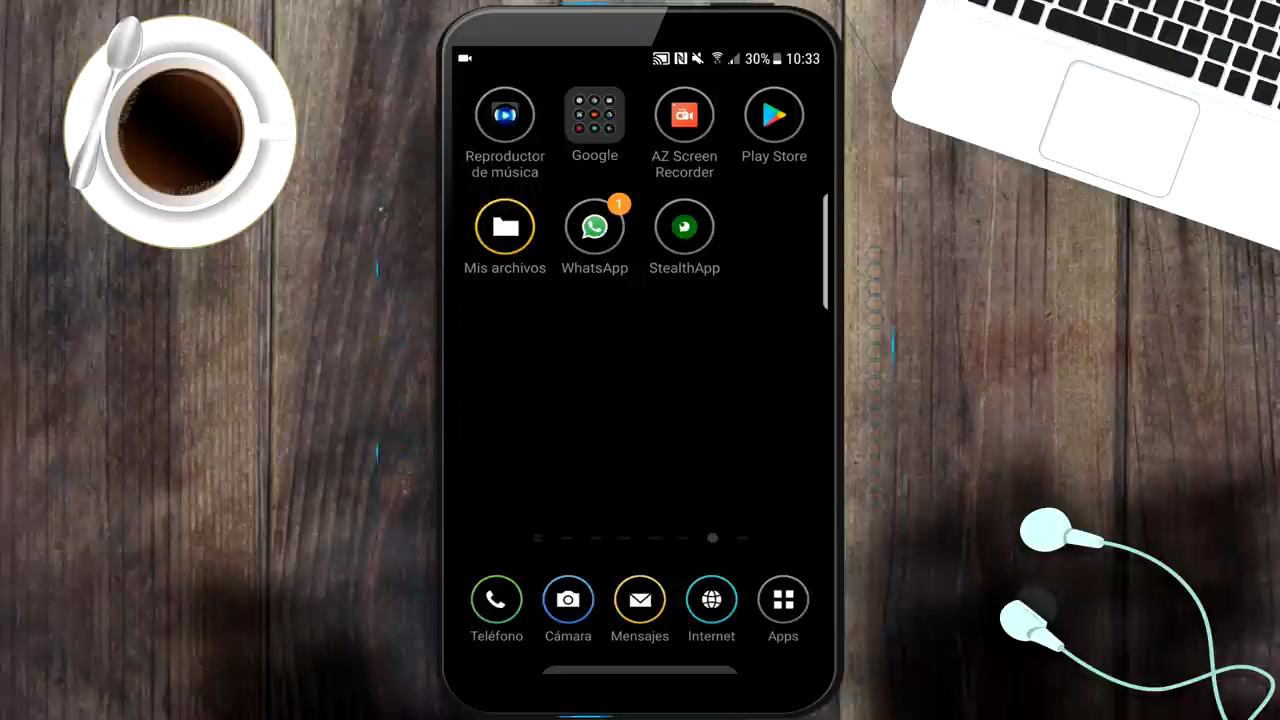 30% 10:33
Reproductor de música
Google
AZ Screen Recorder
Play Store
Mis archivos
1
WhatsApp
StealthApp
Teléfono
Cámara
Mensajes
Internet
Apps